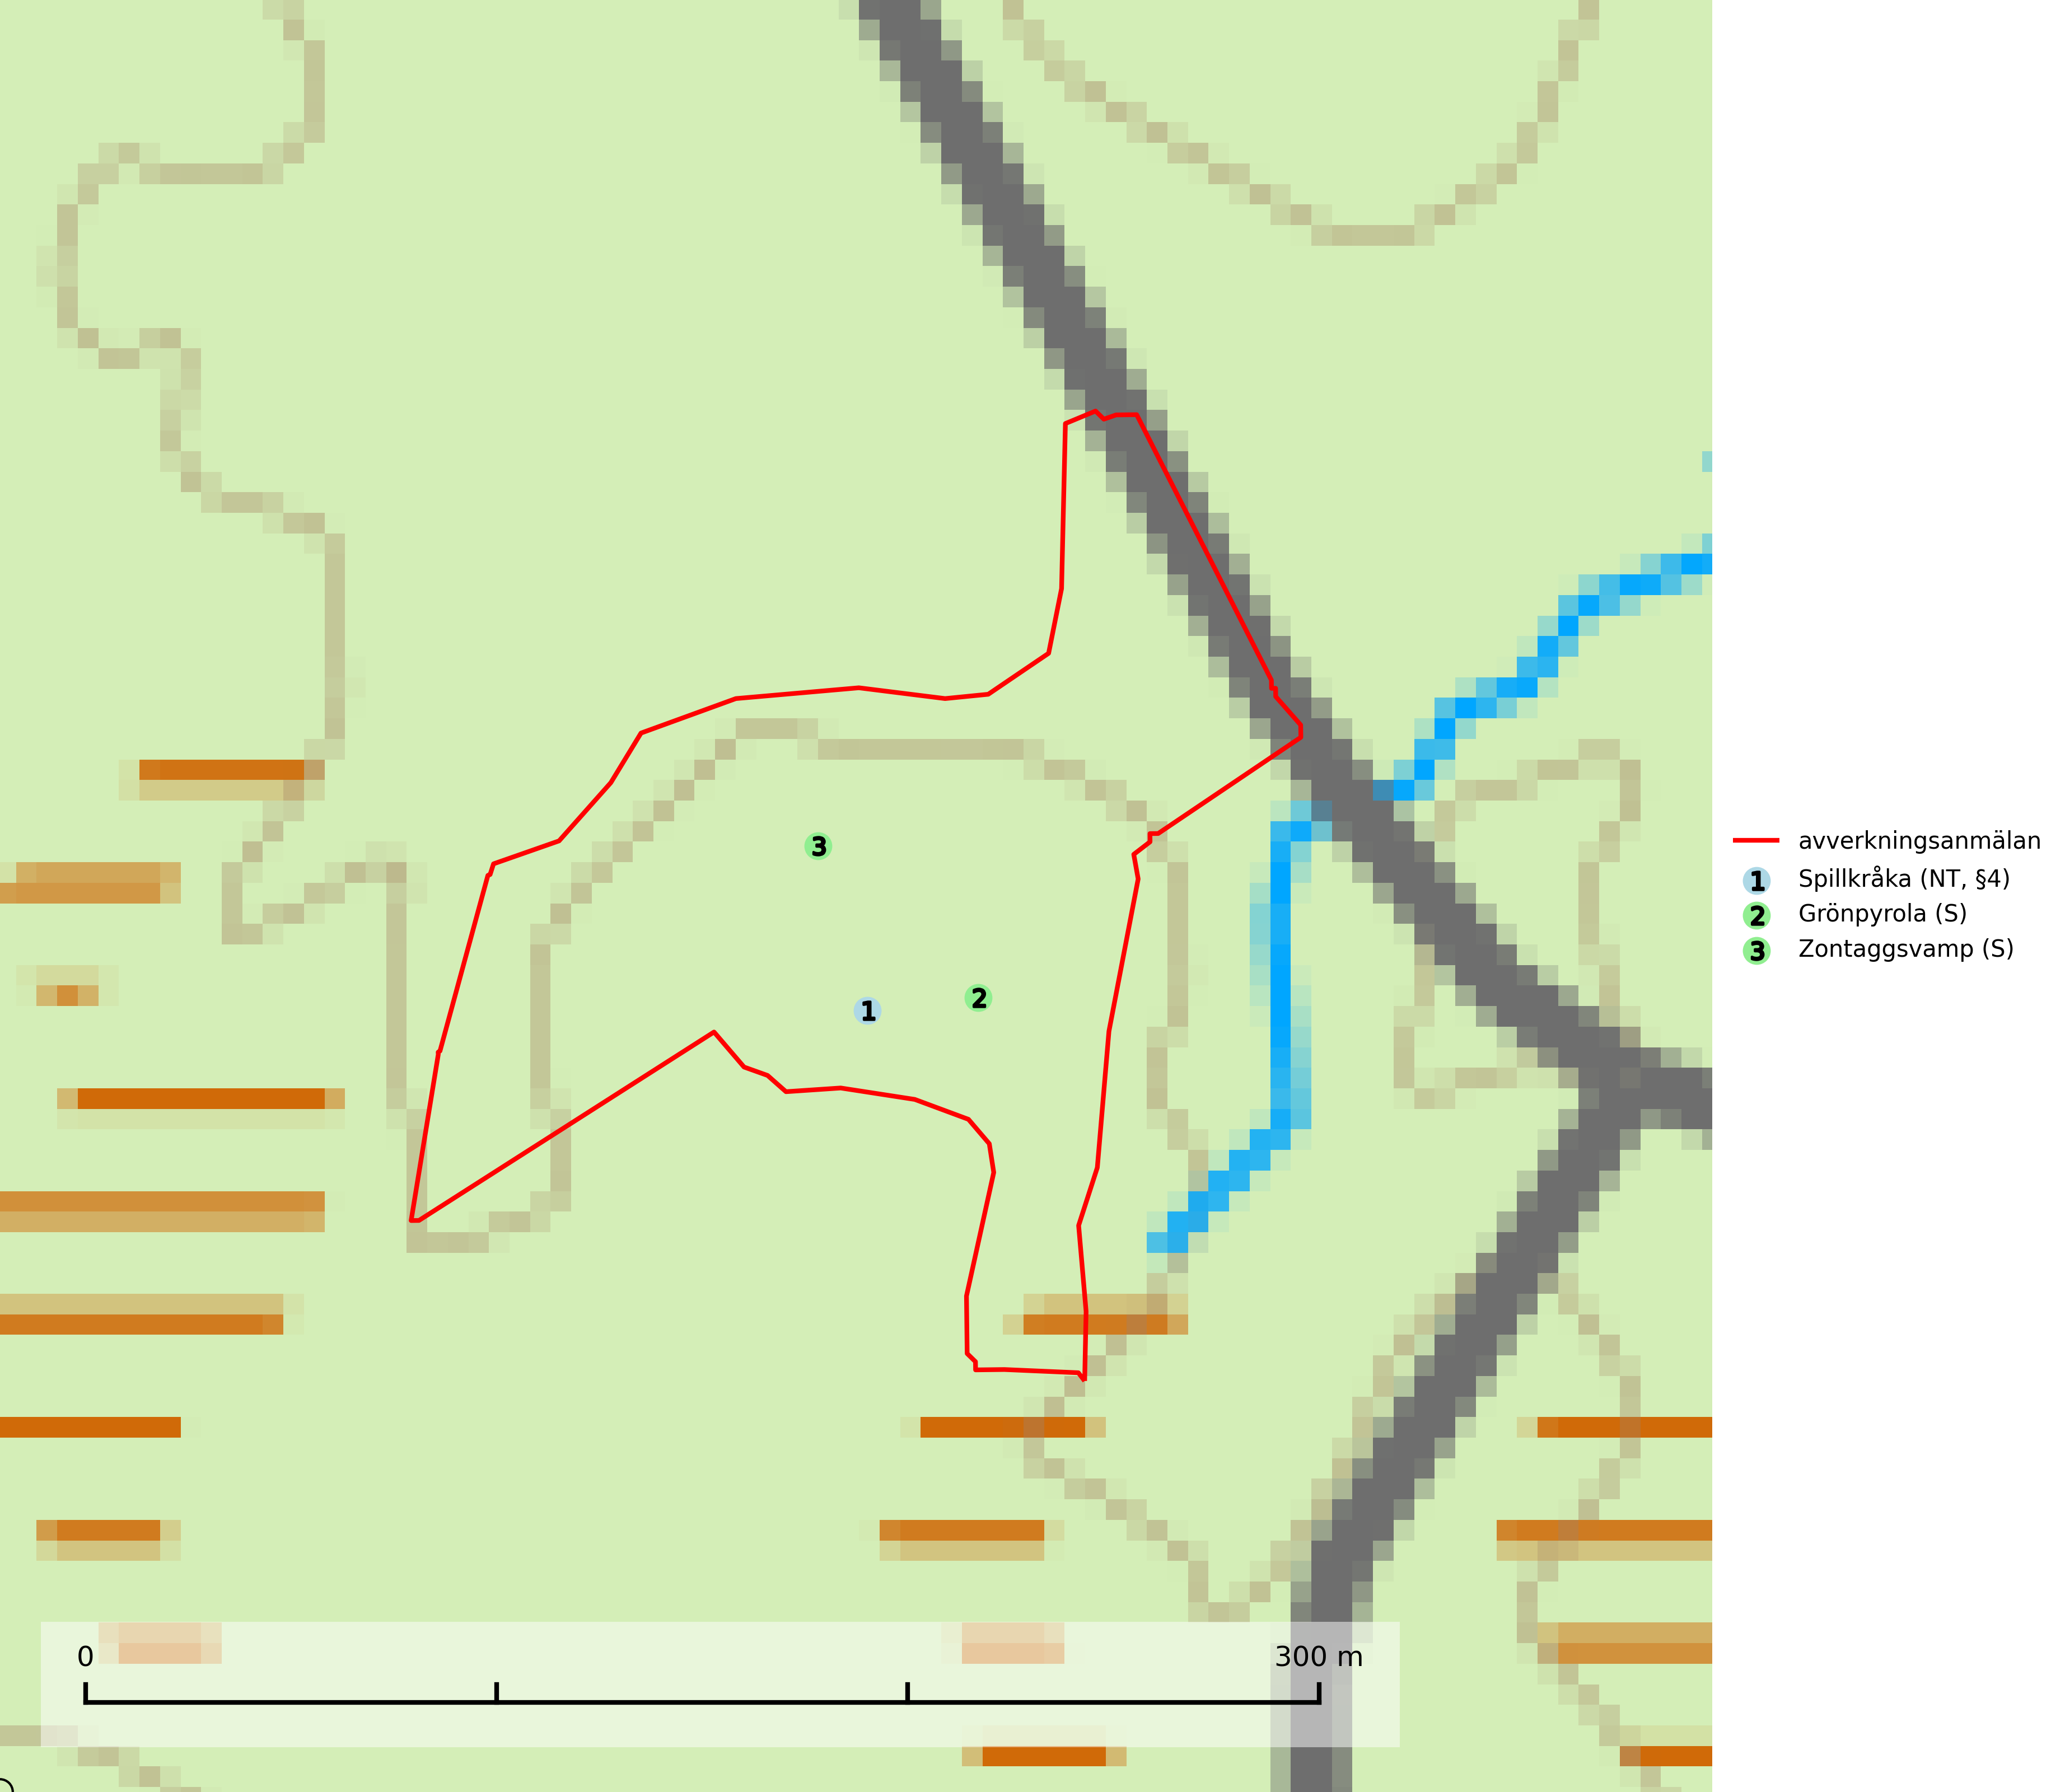 3
2
1
avverkningsanmälan
1 Spillkråka (NT, §4)
2 Grönpyrola (S)
3 Zontaggsvamp (S)
0 300 m